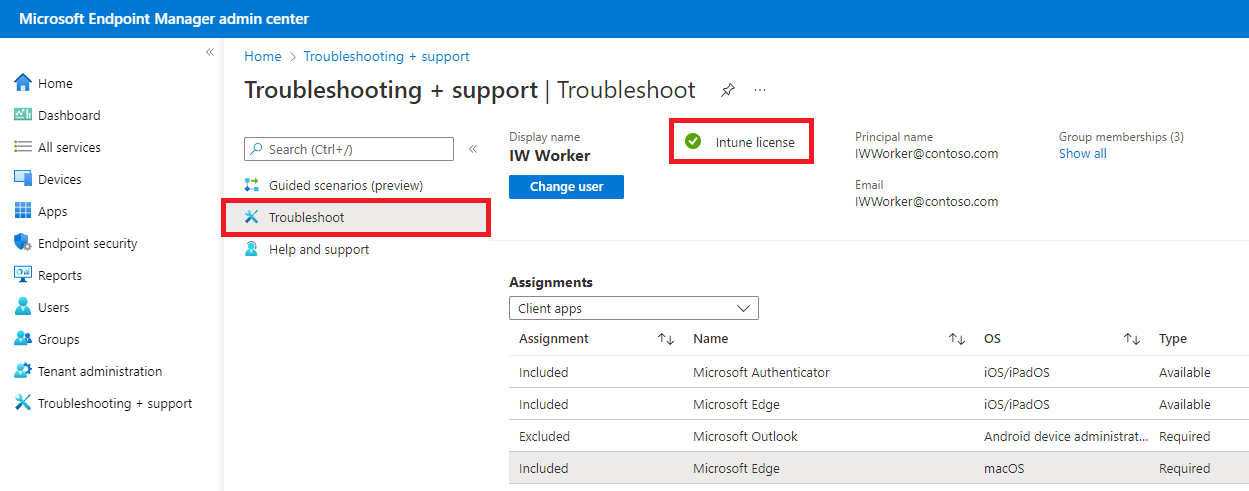 Microsoft Endpoint Manager admin center
«
Home
Dashboard
All services
Devices
Apps
Endpoint security
Reports
Users
Groups
Tenant administration
Troubleshooting + support
Home > Troubleshooting + support
Troubleshooting + support | Troubleshoot ...
Search (Ctrl+/) «
Guided scenarios (preview)
Troubleshoot
Help and support
Display name
IW Worker
Change user
Intune license
Principal name
IWWorker@contoso.com
Email
IWWorker@contoso.com
Group memberships (3)
Show all
Assignments
Client apps
Assignment ↑↓ Name ↑↓ OS ↑↓ Type
Included Microsoft Authenticator iOS/iPadOS Available
Included Microsoft Edge iOS/iPadOS Available
Excluded Microsoft Outlook Android device administrat... Required
Included Microsoft Edge macOS Required